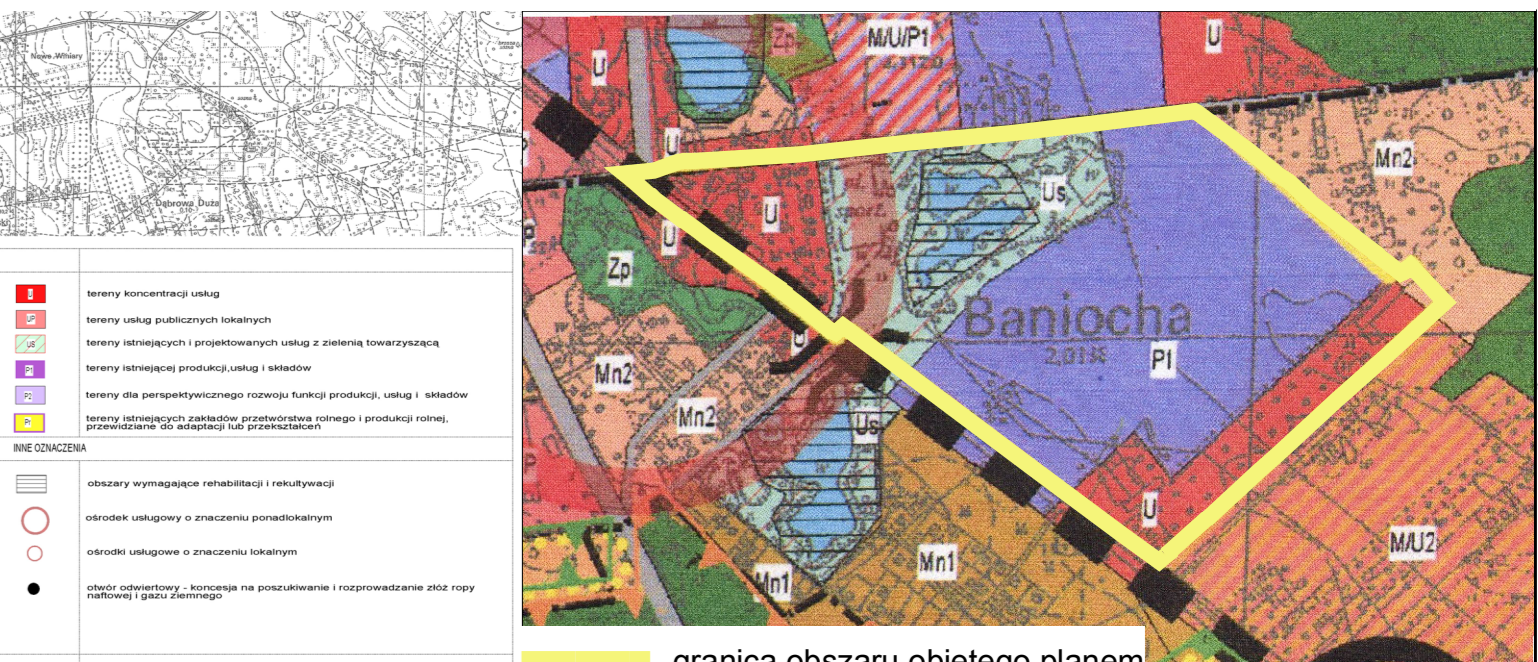 Nowe Wihiary
Dąbrowa Duża
U
tereny koncentracji usług
UP
tereny usług publicznych lokalnych
US
tereny istniejących i projektowanych usług z zielenią towarzyszącą
P1
tereny istniejącej produkcji,usług i składów
P2
tereny dla perspektywicznego rozwoju funkcji produkcji, usług i składów
tereny istniejących zakładów przetwórstwa rolnego i produkcji rolnej,
przewidziane do adaptacji lub przekształceń
INNE OZNACZENIA
obszary wymagające rehabilitacji i rekultywacji
ośrodek usługowy o znaczeniu ponadlokalnym
ośrodki usługowe o znaczeniu lokalnym
otwór odwiertowy - koncesja na poszukiwanie i rozprowadzanie złóż ropy
naftowej i gazu ziemnego
Zp
M/U/P1
U
U
U
Mn2
Us
U
U
Zp
Baniocha
U
P1
Mn2
Mn2
Us
U
M/U2
Mn1
Mn1
granica obszaru objętego planem